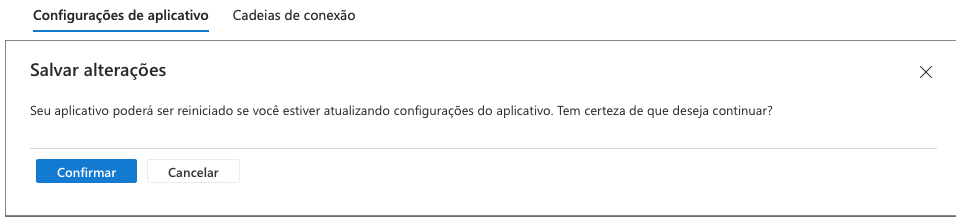 Configurações de aplicativo Cadeias de conexão
Salvar alterações
Seu aplicativo poderá ser reiniciado se você estiver atualizando configurações do aplicativo. Tem certeza de que deseja continuar?
Confirmar Cancelar